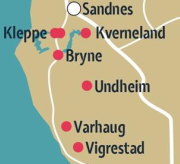 Sandnes
Kleppe
Kverneland
Bryne
Undheim
Varhaug
Vigrestad